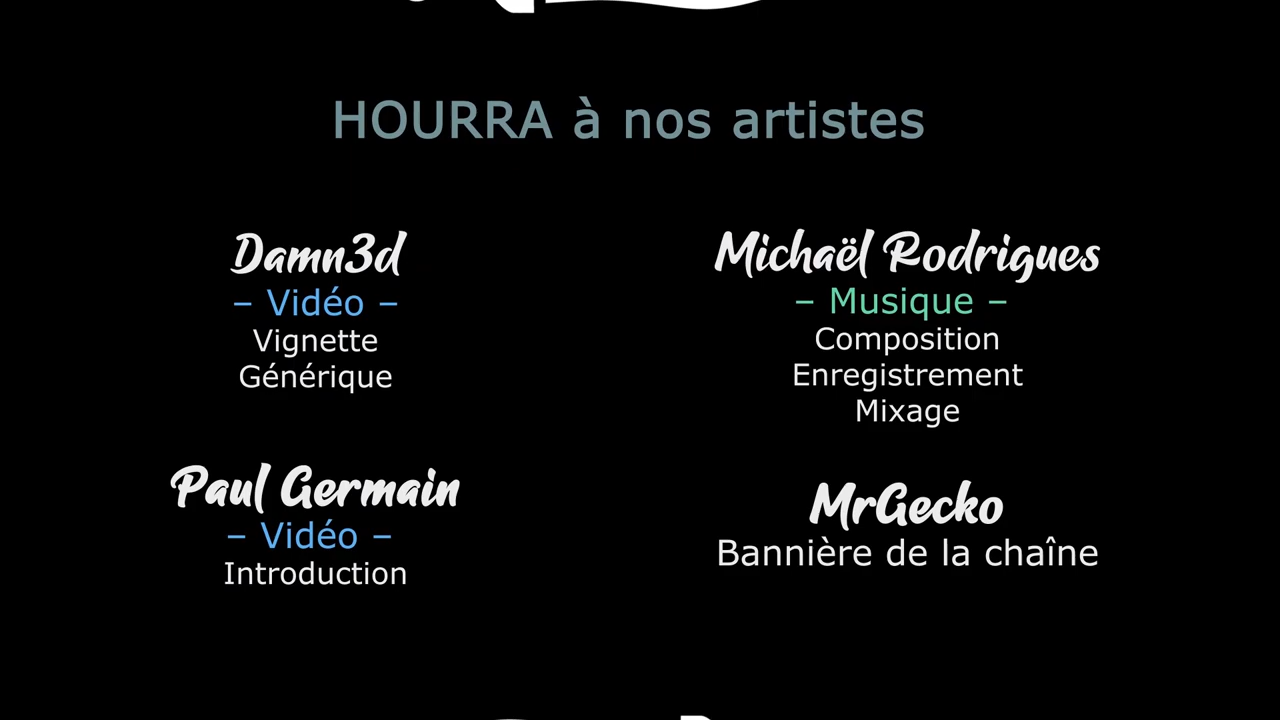 HOURRA à nos artistes
Damn3d
– Vidéo –
Vignette
Générique
Michaël Rodrigues
– Musique –
Composition
Enregistrement
Mixage
Paul Germain
– Vidéo –
Introduction
MrGecko
Bannière de la chaîne